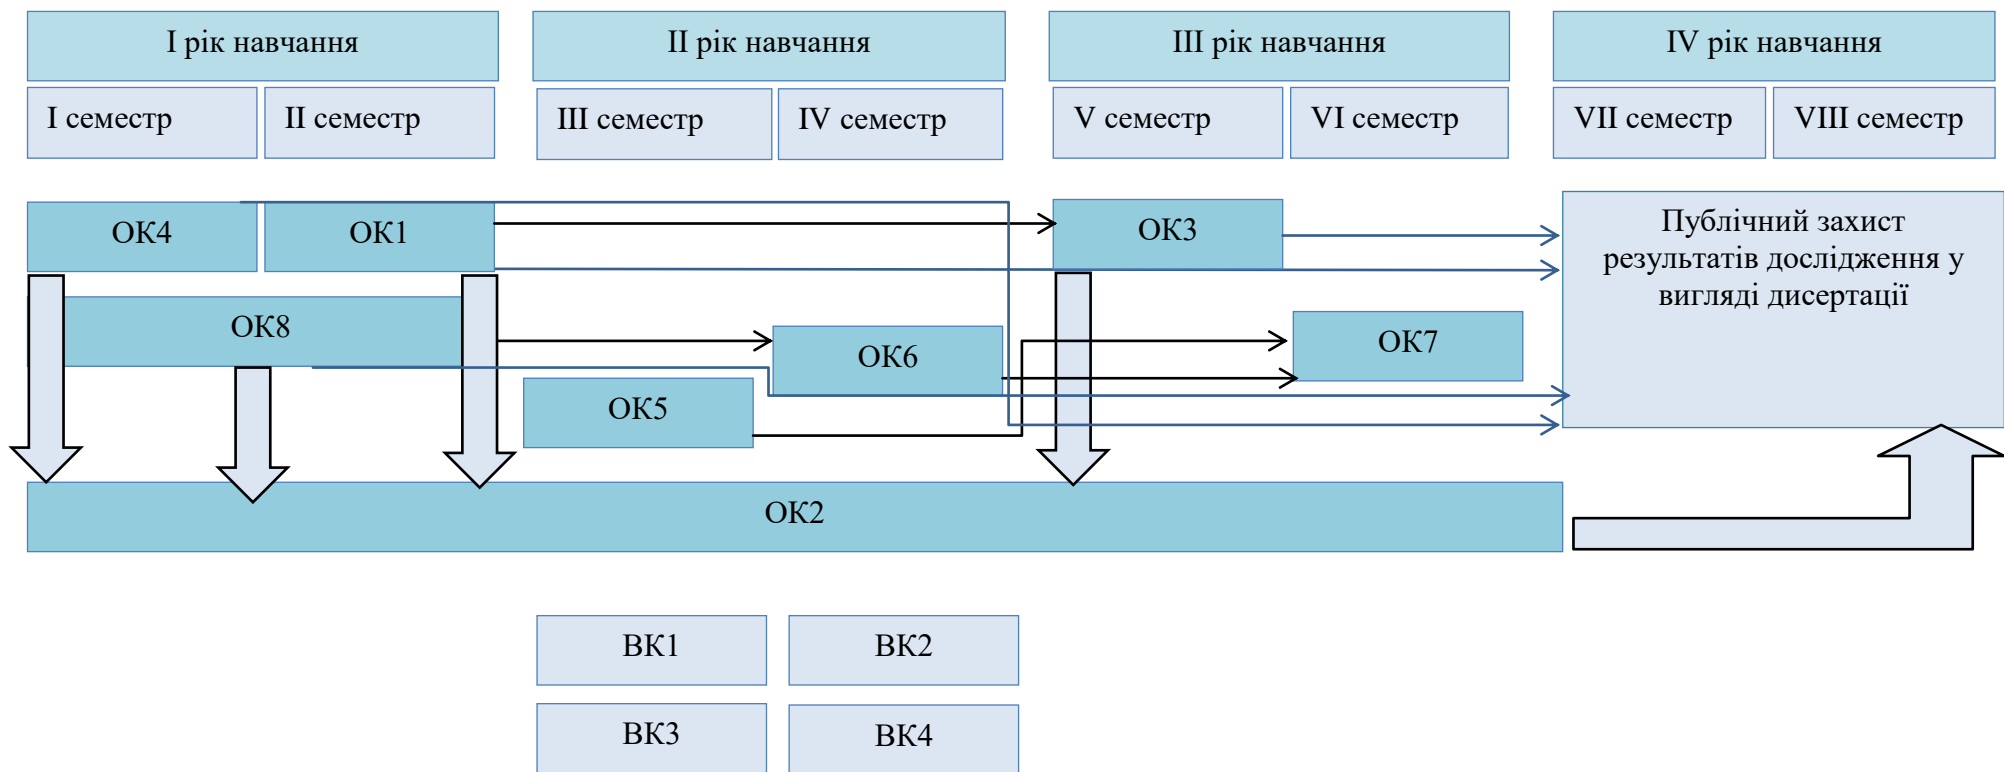 І рік навчання
ІІ рік навчання
ІІІ рік навчання
IV рік навчання
І семестр
ІІ семестр
ІІІ семестр
IV семестр
V семестр
VI семестр
VII семестр
VIII семестр
ОК4
ОК1
ОК3
Публічний захист
результатів дослідження у
вигляді дисертації
ОК8
ОК6
ОК7
ОК5
ОК2
ВК1
ВК2
ВК3
ВК4